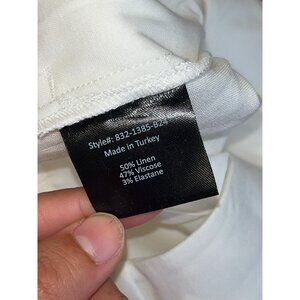 Style#: 832-1385-B24
Made in Turkey
50% Linen
47% Viscose
3% Elastane